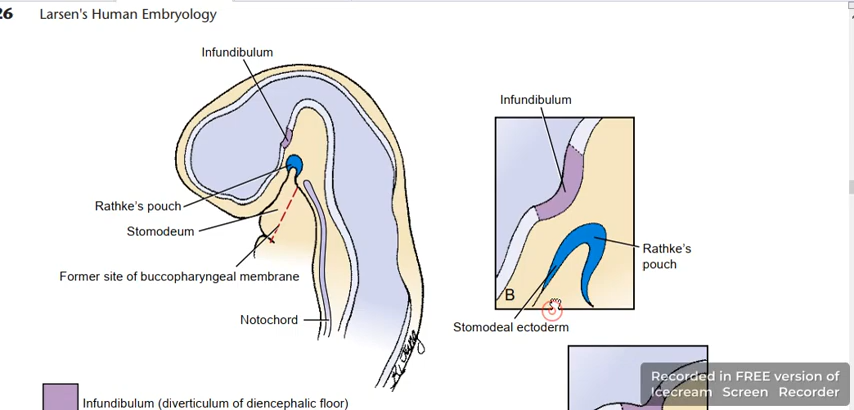 26
Larsen's Human Embryology
Infundibulum
Rathke's pouch
Stomodeum
Former site of buccopharyngeal membrane
Notochord
Infundibulum
Rathke's
pouch
B
Stomodeal ectoderm
Infundibulum (diverticulum of diencephalic floor)
Recorded in FREE version of
Icecream Screen Recorder